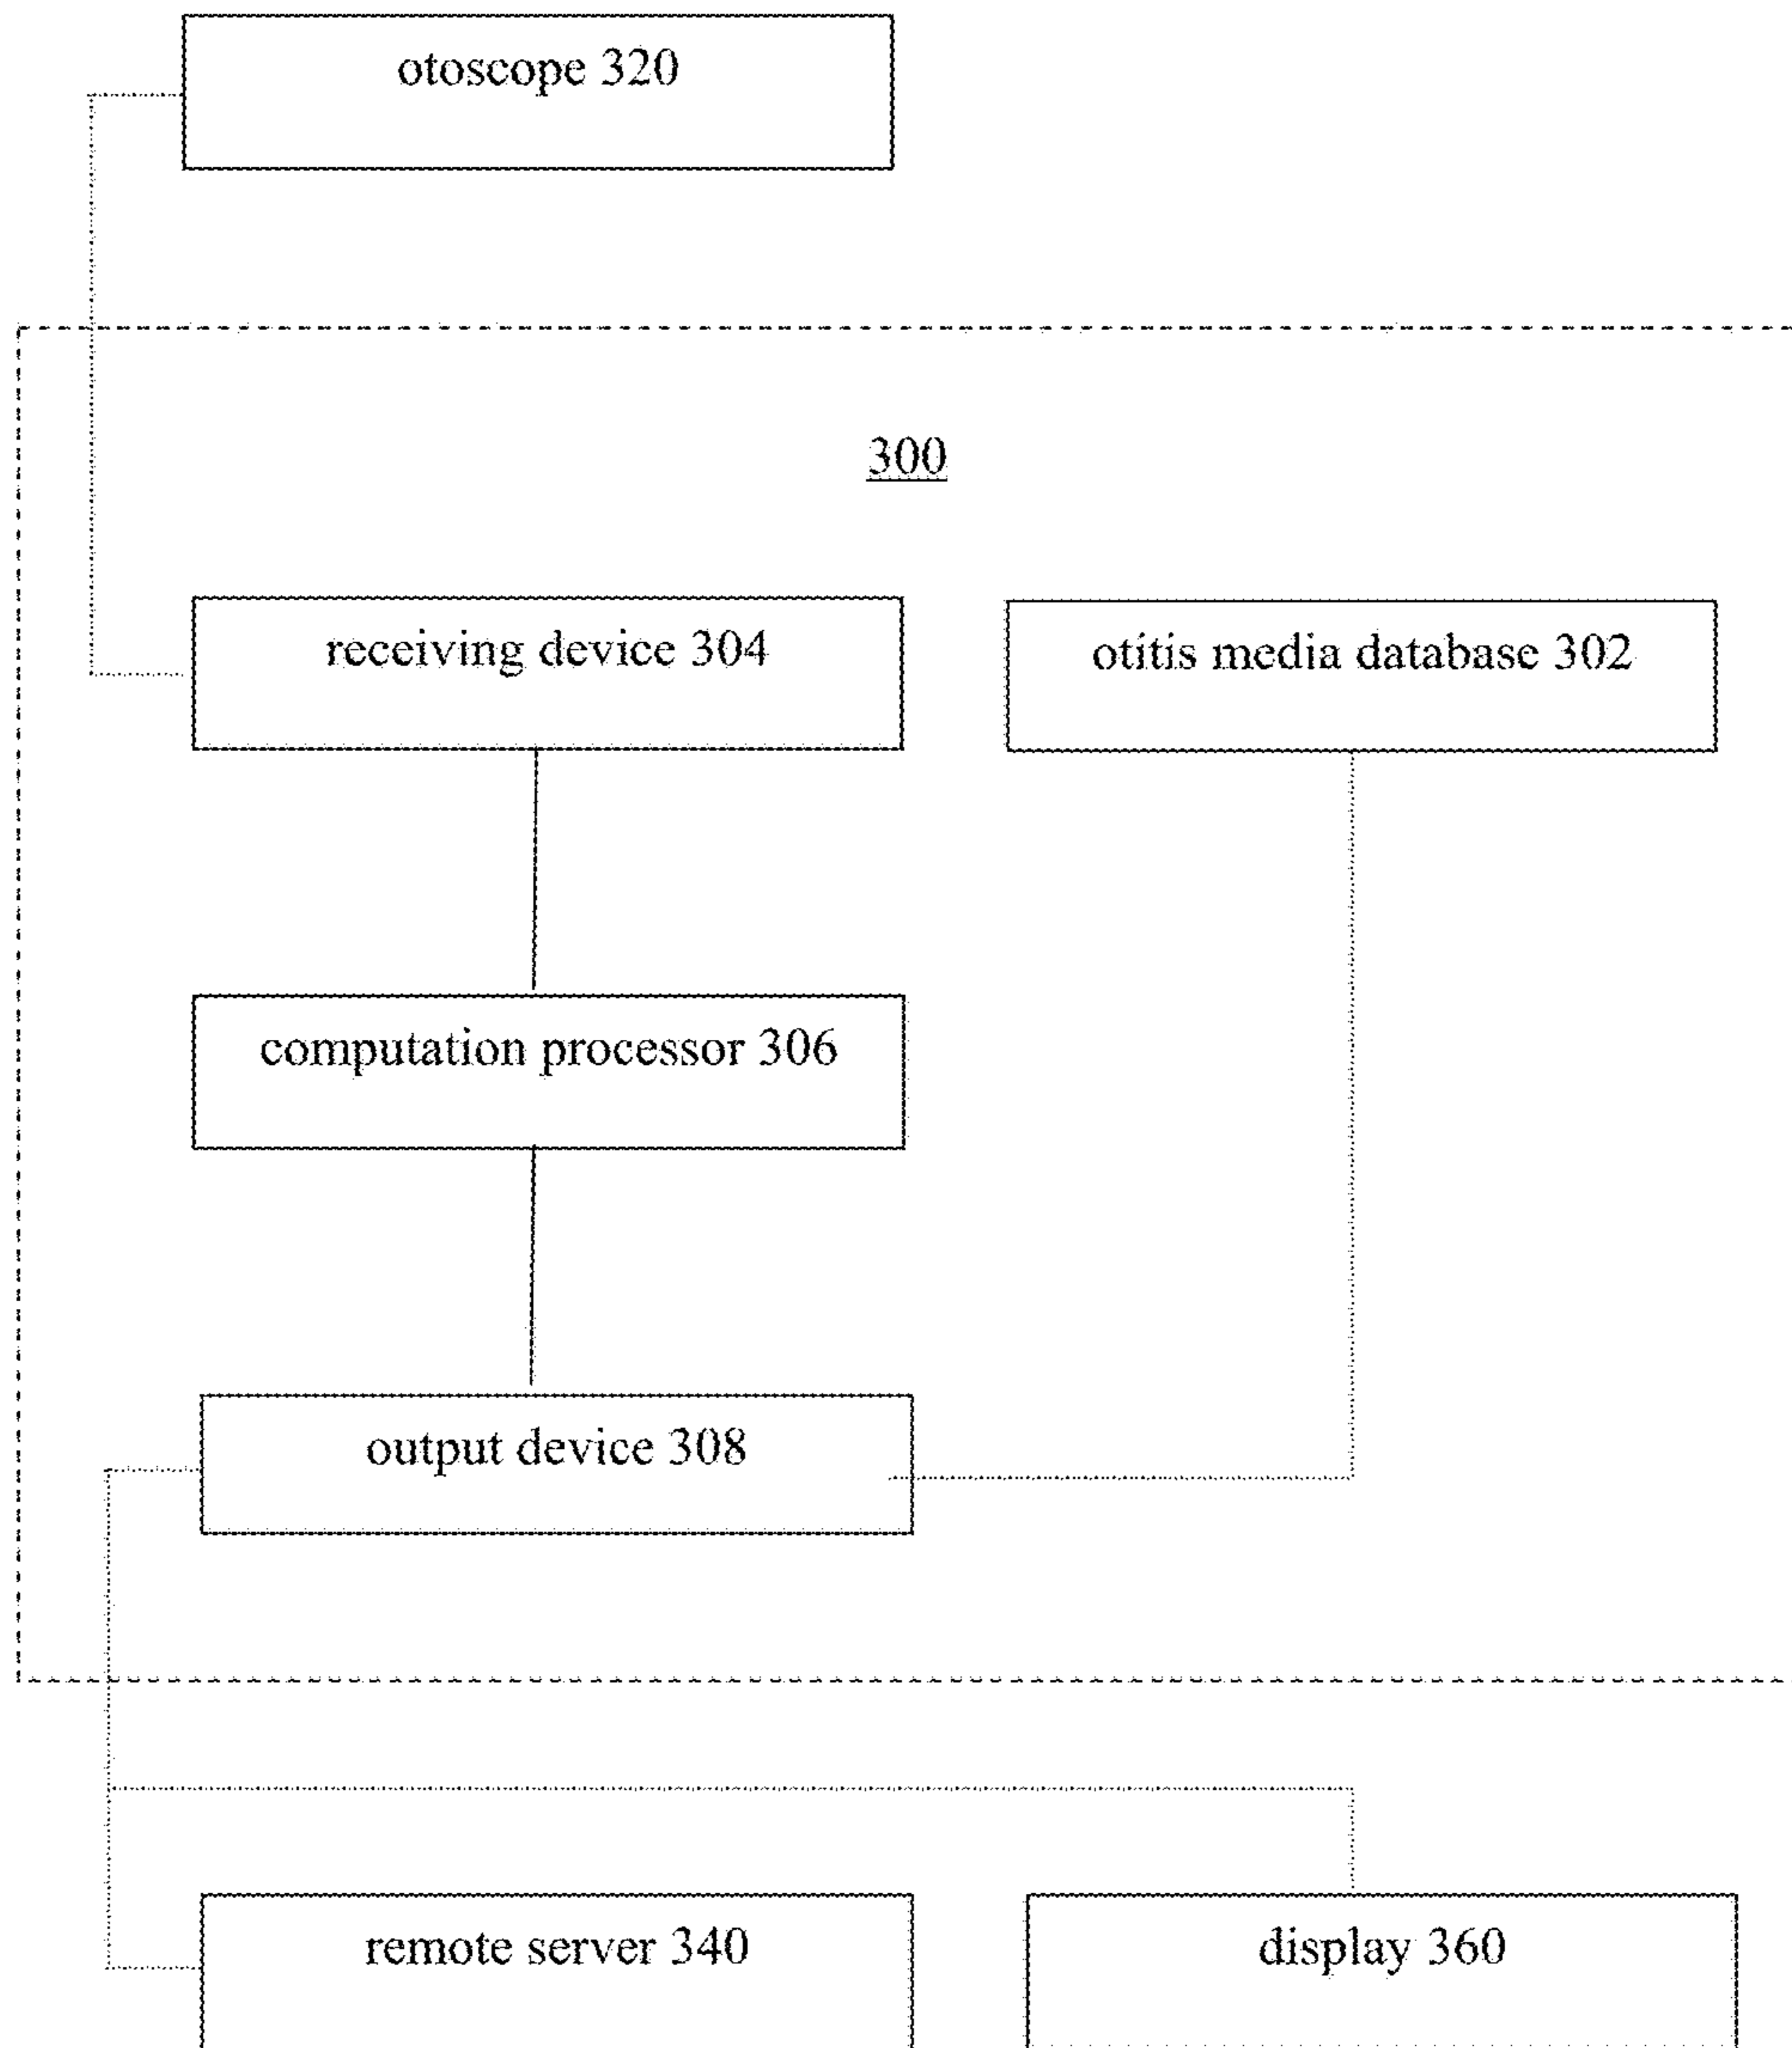 otoscope 320
300
receiving device 304
otitis media database 302
computation processor 306
output device 308
remote server 340
display 360